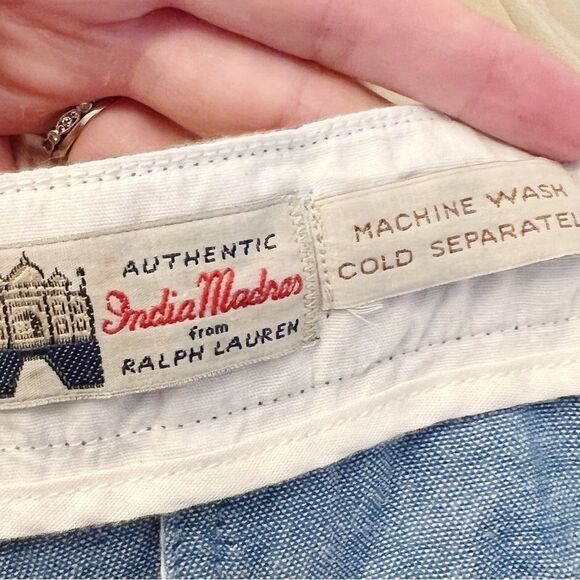 AUTHENTIC
India Madras
from
RALPH LAUREN
MACHINE WASH
COLD SEPARATEL